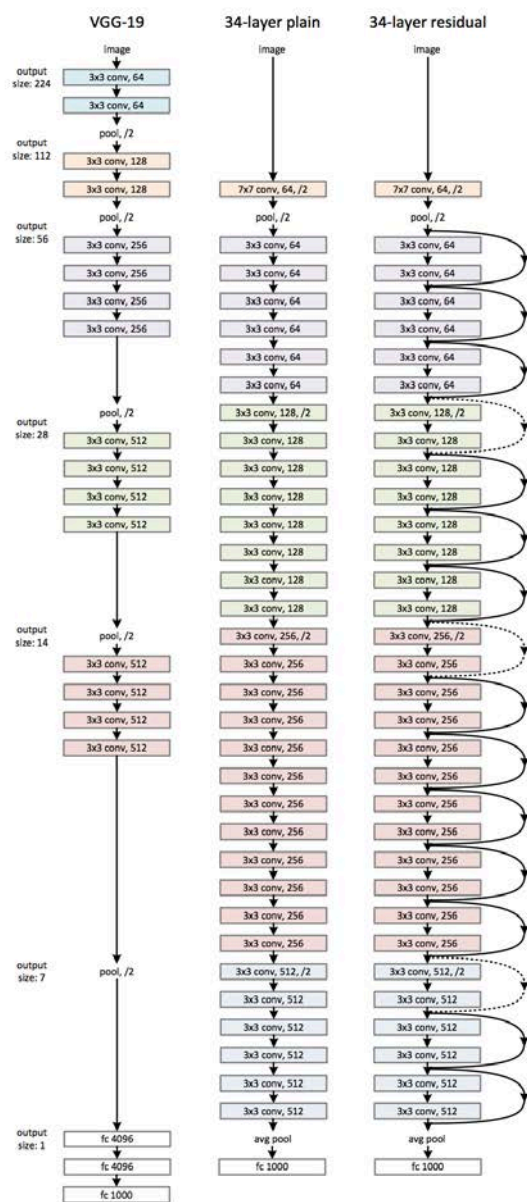 output
size: 224
output
size: 112
output
size: 56
output
size: 28
output
size: 14
output
size: 7
output
size: 1
VGG-19
image
3x3 conv, 64
3x3 conv, 64
pool, /2
3x3 conv, 128
3x3 conv, 128
pool, /2
3x3 conv, 256
3x3 conv, 256
3x3 conv, 256
3x3 conv, 256
pool, /2
3x3 conv, 512
3x3 conv, 512
3x3 conv, 512
3x3 conv, 512
pool, /2
3x3 conv, 512
3x3 conv, 512
3x3 conv, 512
3x3 conv, 512
pool, /2
fc 4096
fc 4096
fc 1000
34-layer plain
image
7x7 conv, 64, /2
pool, /2
3x3 conv, 64
3x3 conv, 64
3x3 conv, 64
3x3 conv, 64
3x3 conv, 64
3x3 conv, 64
3x3 conv, 128, /2
3x3 conv, 128
3x3 conv, 128
3x3 conv, 128
3x3 conv, 128
3x3 conv, 128
3x3 conv, 128
3x3 conv, 128
3x3 conv, 256, /2
3x3 conv, 256
3x3 conv, 256
3x3 conv, 256
3x3 conv, 256
3x3 conv, 256
3x3 conv, 256
3x3 conv, 256
3x3 conv, 256
3x3 conv, 256
3x3 conv, 256
3x3 conv, 256
3x3 conv, 512, /2
3x3 conv, 512
3x3 conv, 512
3x3 conv, 512
3x3 conv, 512
3x3 conv, 512
avg pool
fc 1000
34-layer residual
image
7x7 conv, 64, /2
pool, /2
3x3 conv, 64
3x3 conv, 64
3x3 conv, 64
3x3 conv, 64
3x3 conv, 64
3x3 conv, 64
3x3 conv, 128, /2
3x3 conv, 128
3x3 conv, 128
3x3 conv, 128
3x3 conv, 128
3x3 conv, 128
3x3 conv, 128
3x3 conv, 128
3x3 conv, 256, /2
3x3 conv, 256
3x3 conv, 256
3x3 conv, 256
3x3 conv, 256
3x3 conv, 256
3x3 conv, 256
3x3 conv, 256
3x3 conv, 256
3x3 conv, 256
3x3 conv, 256
3x3 conv, 256
3x3 conv, 512, /2
3x3 conv, 512
3x3 conv, 512
3x3 conv, 512
3x3 conv, 512
3x3 conv, 512
avg pool
fc 1000